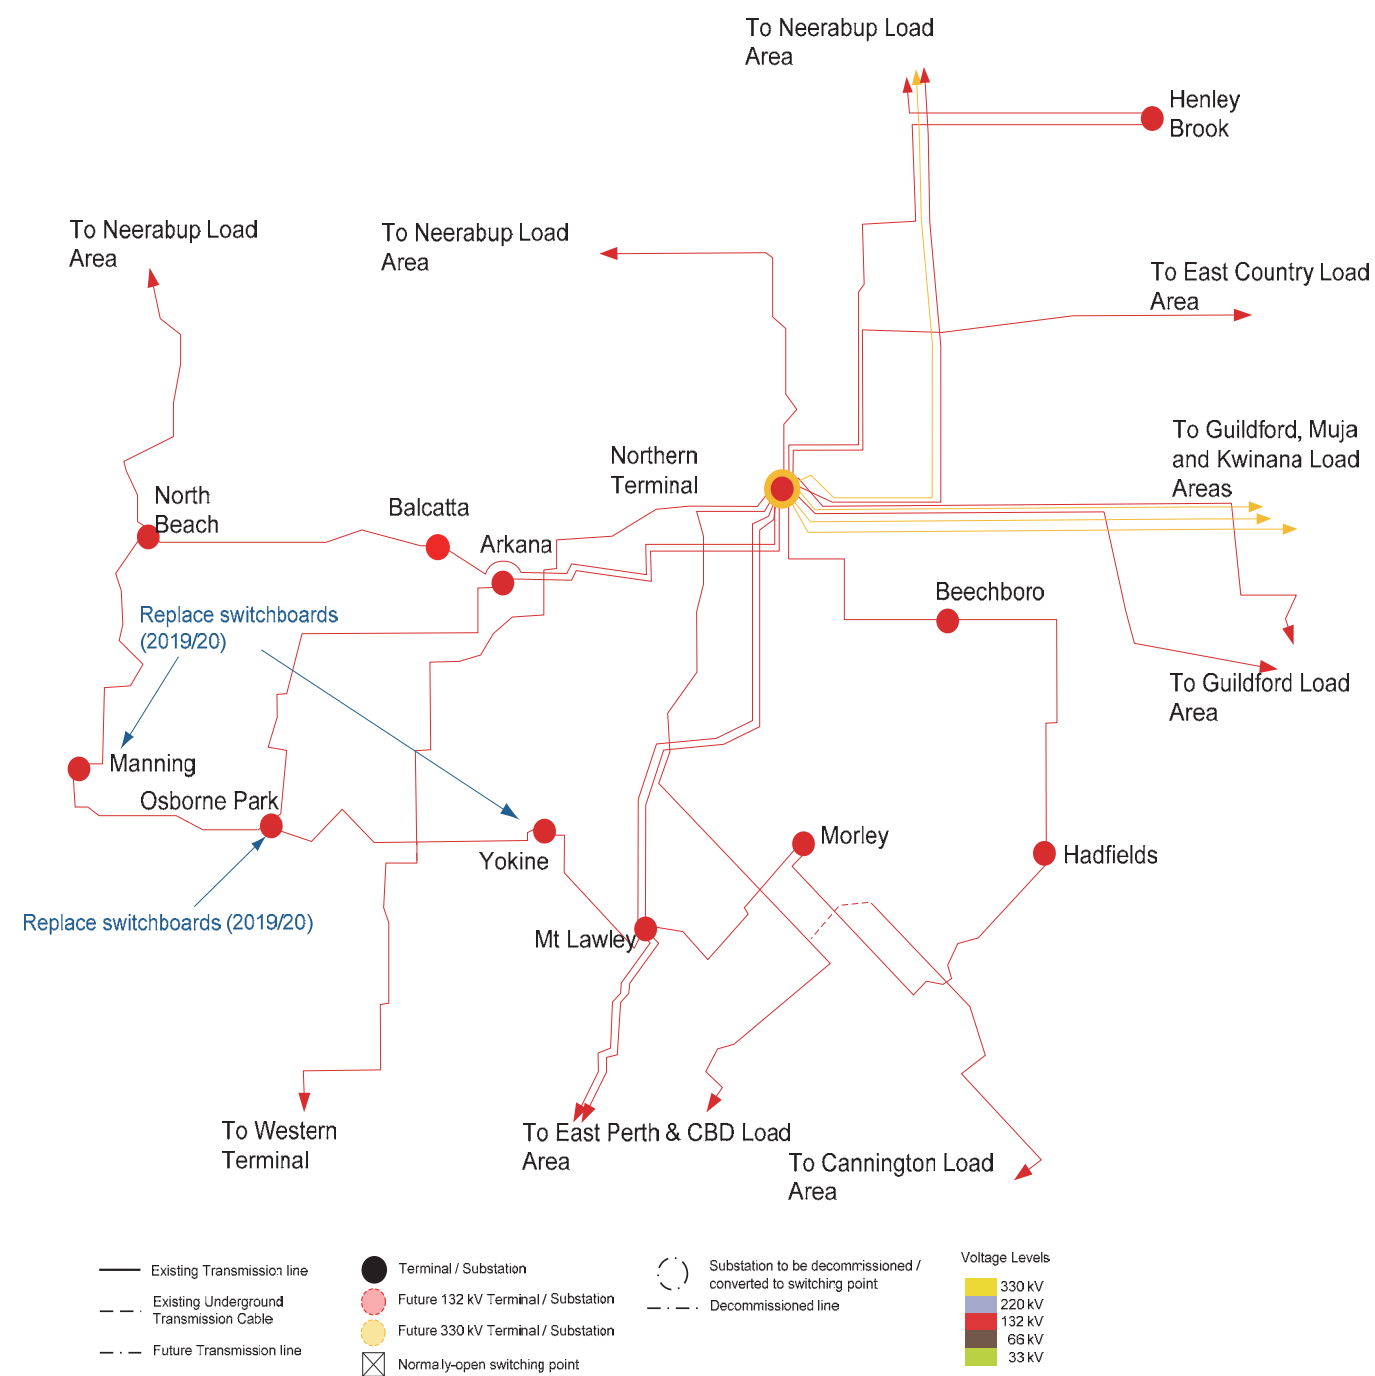 To Neerabup Load
Area
Henley
Brook
To Neerabup Load
Area
To Neerabup Load
Area
To East Country Load
Area
To Guildford, Muja
and Kwinana Load
Areas
Northern
Terminal
North
Beach
Balcatta
Arkana
Beechboro
Replace switchboards
(2019/20)
To Guildford Load
Area
Manning
Osborne Park
Yokine
Morley
Hadfields
Replace switchboards (2019/20)
Mt Lawley
To Western
Terminal
To East Perth & CBD Load
Area
To Cannington Load
Area
Existing Transmission line
Existing Underground
Transmission Cable
Future Transmission line
Terminal / Substation
Future 132 kV Terminal / Substation
Future 330 kV Terminal / Substation
Normally-open switching point
Substation to be decommissioned /
converted to switching point
Decommissioned line
Voltage Levels
330 kV
220 kV
132 kV
66 kV
33 kV